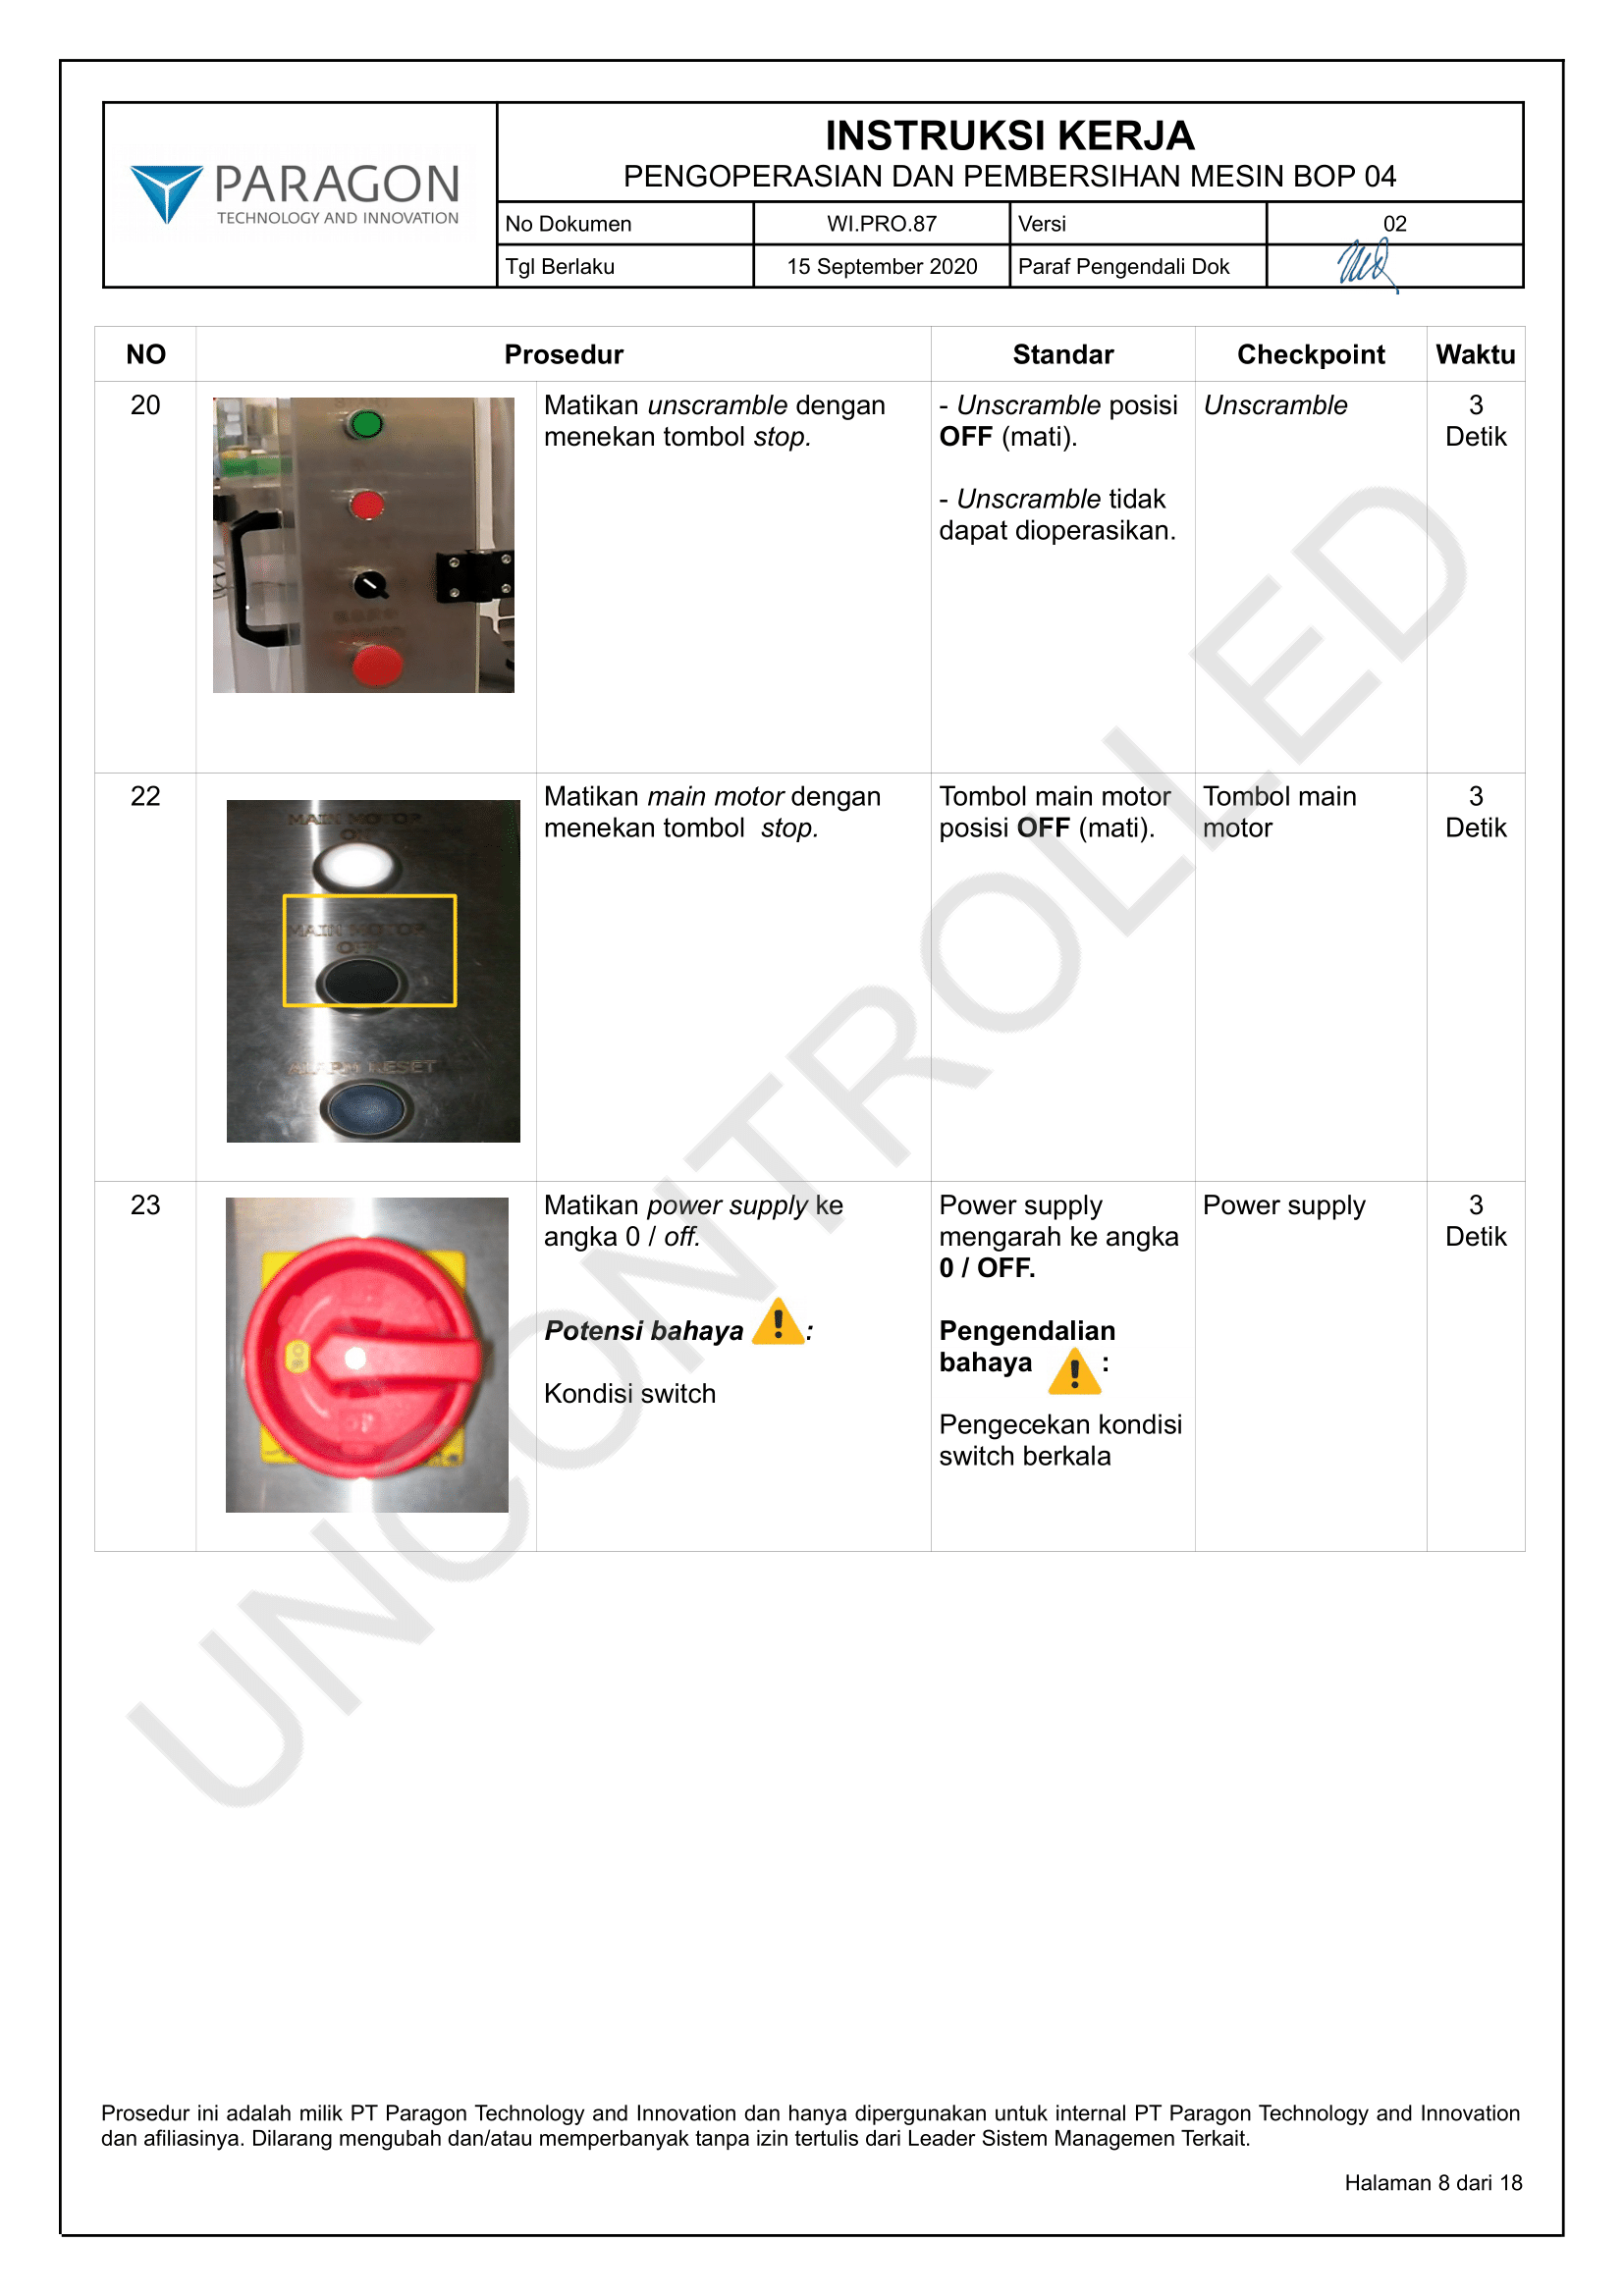 PARAGON
TECHNOLOGY AND INNOVATION
INSTRUKSI KERJA
PENGOPERASIAN DAN PEMBERSIHAN MESIN BOP 04
No Dokumen WI.PRO.87 Versi 02
Tgl Berlaku 15 September 2020 Paraf Pengendali Dok
NO Prosedur Standar Checkpoint Waktu
20
Matikan unscramble dengan
menekan tombol stop.
- Unscramble posisi
OFF (mati).
- Unscramble tidak
dapat dioperasikan.
Unscramble
3
Detik
22
MAIN MOTOR
ON
MAIN MOTOR
OFF
ALARM RESET
Matikan main motor dengan
menekan tombol stop.
Tombol main motor
posisi OFF (mati).
Tombol main
motor
3
Detik
23
Matikan power supply ke
angka 0 / off.
Potensi bahaya :
Kondisi switch
Power supply
mengarah ke angka
0 / OFF.
Pengendalian
bahaya :
Pengecekan kondisi
switch berkala
Power supply
3
Detik
UNCONTROLLED
Prosedur ini adalah milik PT Paragon Technology and Innovation dan hanya dipergunakan untuk internal PT Paragon Technology and Innovation
dan afiliasinya. Dilarang mengubah dan/atau memperbanyak tanpa izin tertulis dari Leader Sistem Managemen Terkait.
Halaman 8 dari 18